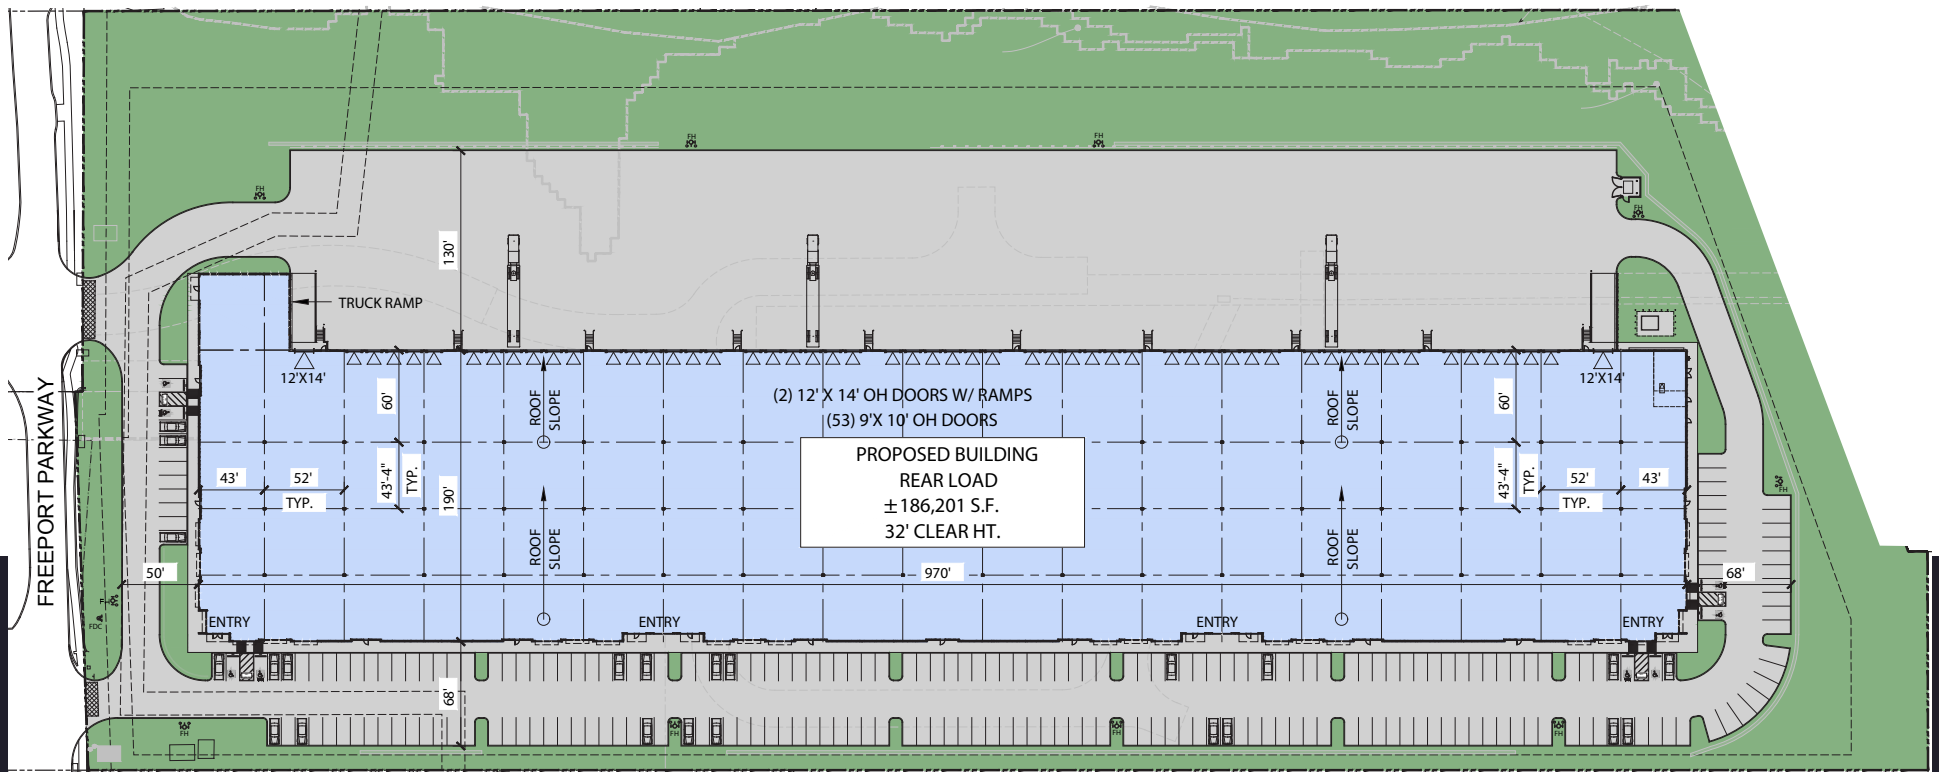 FH
FH
FH
FH
130'
TRUCK RAMP
12'X14'
12'X14'
60'
ROOF
SLOPE
(2) 12' X 14' OH DOORS W/ RAMPS
(53) 9'X 10' OH DOORS
ROOF
SLOPE
60'
FREEPORT PARKWAY
PROPOSED BUILDING
REAR LOAD
±186,201 S.F.
32' CLEAR HT.
43'
52'
TYP.
43'-4"
TYP.
190'
43'-4"
TYP.
52'
TYP.
43'
FH
ROOF
SLOPE
ROOF
SLOPE
50'
970'
68'
FDC
ENTRY
ENTRY
ENTRY
ENTRY
68'
FH
FH
FH
FH